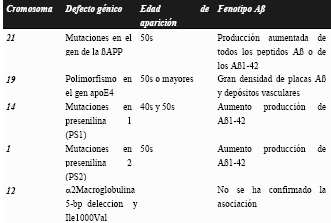 Cromosoma Defecto génico Edad de aparición Fenotipo Aß
21 Mutaciones en el gen de la ßAPP 50s Producción aumentada de todos los peptidos Aß o de los Aß1-42
19 Polimorfismo en el gen apoE4 50s o mayores Gran densidad de placas Aß y depósitos vasculares
14 Mutaciones en presenilina 1 (PS1) 40s y 50s Aumento producción de Aß1-42
1 Mutaciones en presenilina 2 (PS2) 50s Aumento producción de Aß1-42
12 α2Macroglobulina 5-bp deleccion y Ile1000Val No se ha confirmado la asociación